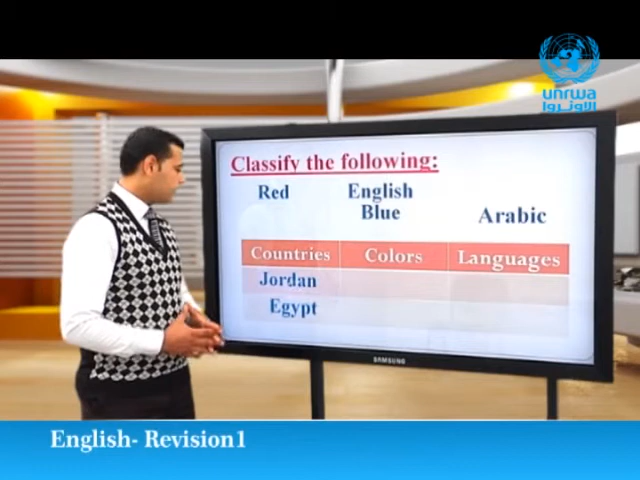 unrwa
الأونروا
Classify the following:
Red English
Blue Arabic
Countries Colors Languages
Jordan
Egypt
SAMSUNG
English- Revision1